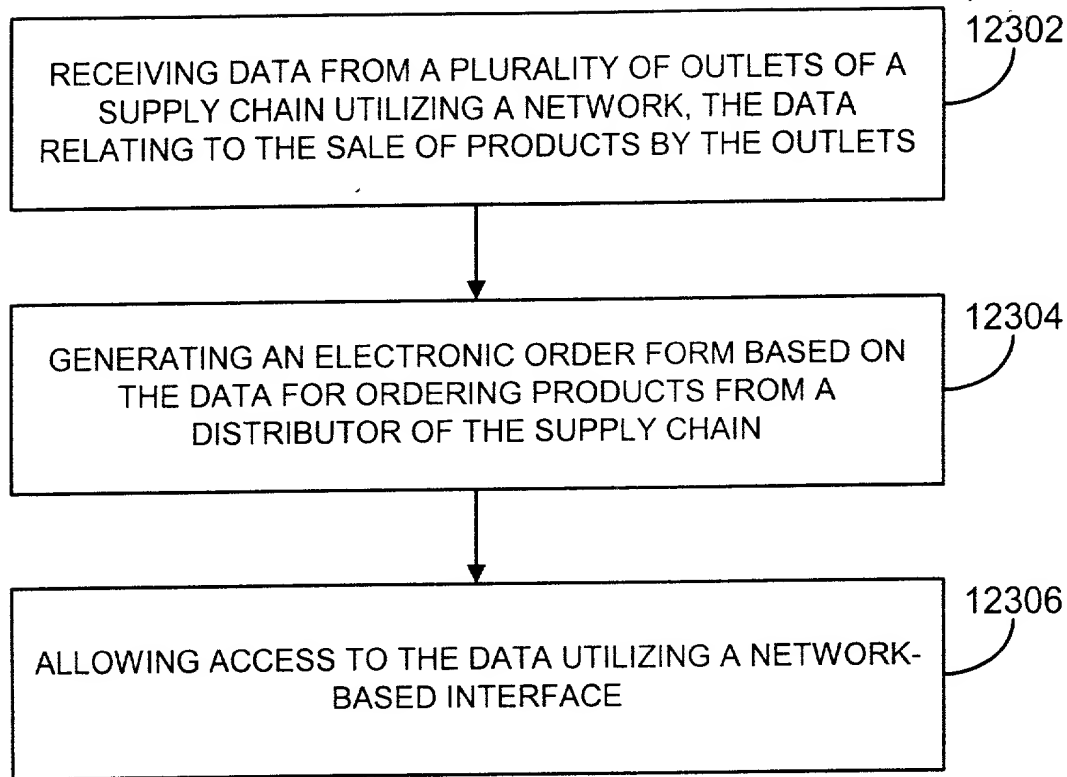 12302
RECEIVING DATA FROM A PLURALITY OF OUTLETS OF A
SUPPLY CHAIN UTILIZING A NETWORK, THE DATA
RELATING TO THE SALE OF PRODUCTS BY THE OUTLETS
12304
GENERATING AN ELECTRONIC ORDER FORM BASED ON
THE DATA FOR ORDERING PRODUCTS FROM A
DISTRIBUTOR OF THE SUPPLY CHAIN
12306
ALLOWING ACCESS TO THE DATA UTILIZING A NETWORK-
BASED INTERFACE